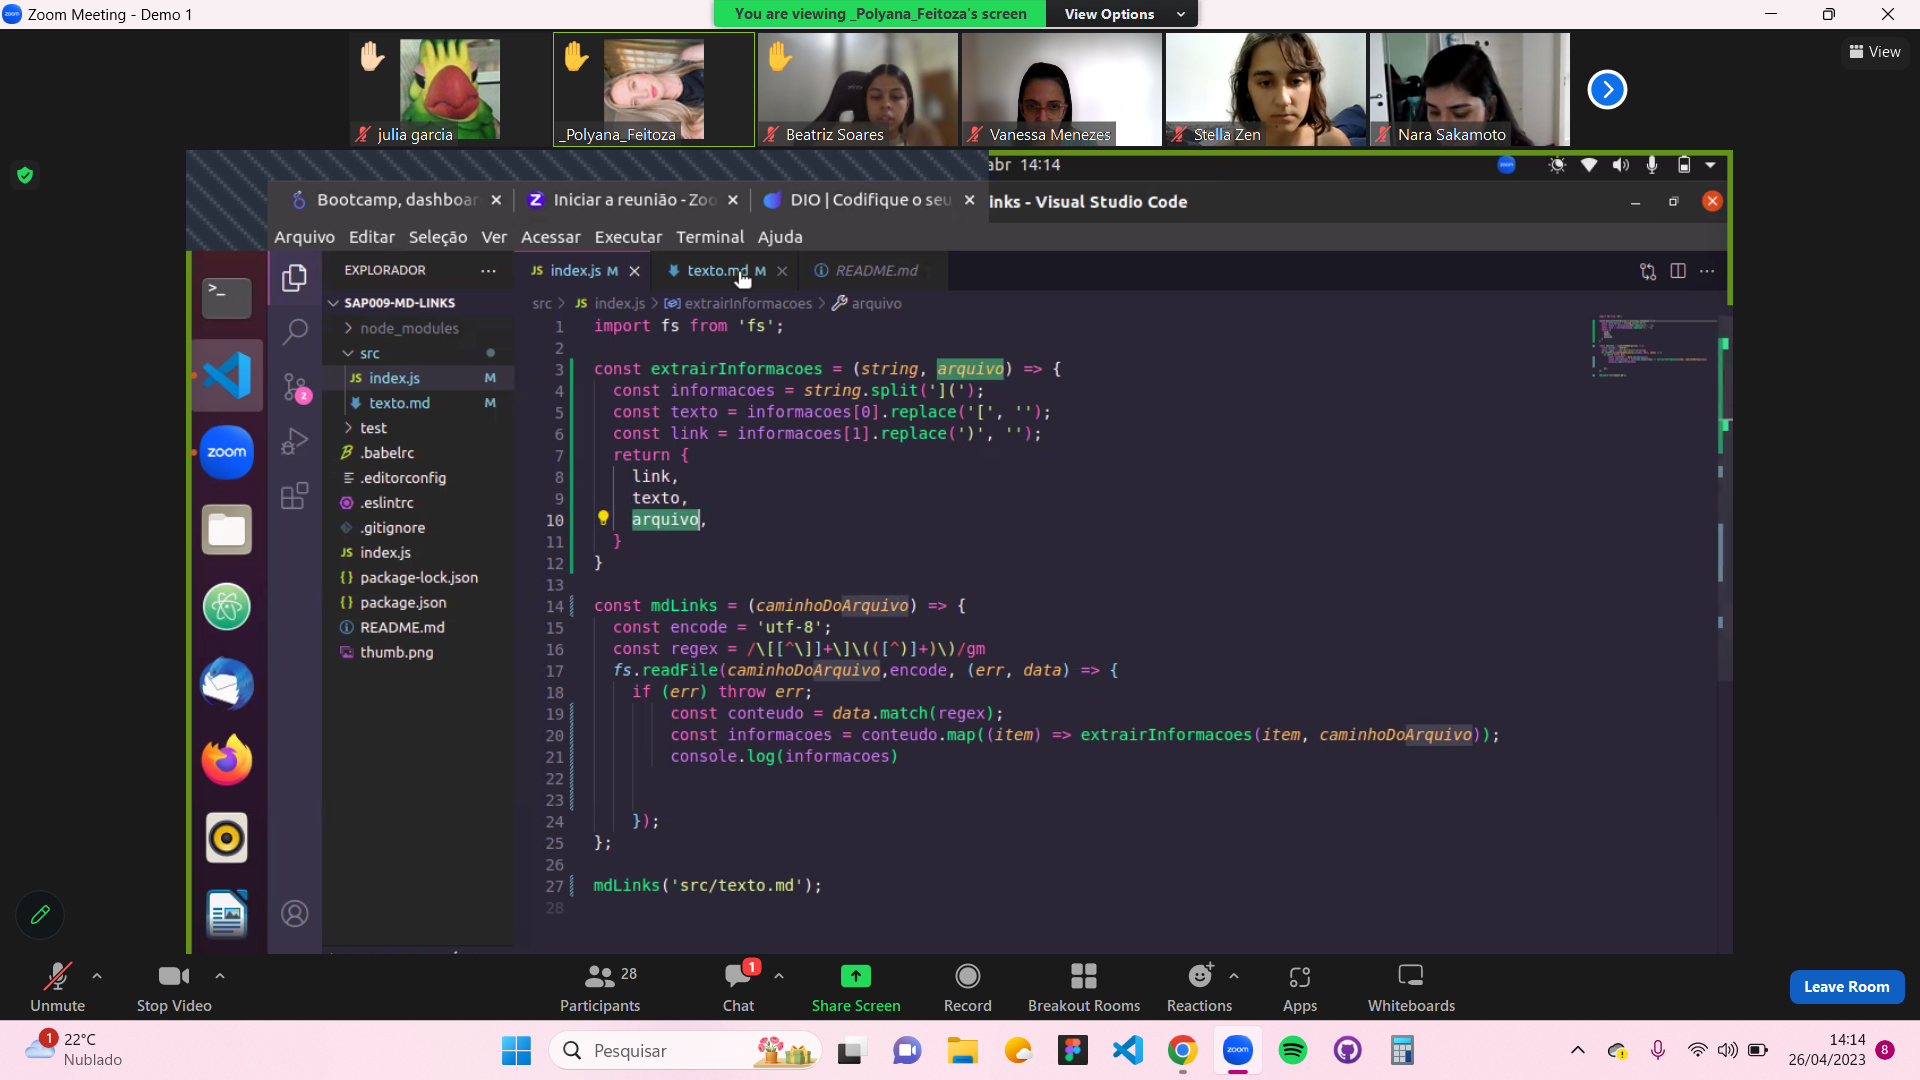 Zoom Meeting - Demo 1
You are viewing _Polyana_Feitoza's screen
View Options
View
julia garcia
_Polyana_Feitoza
Beatriz Soares
Vanessa Menezes
Stella Zen
Nara Sakamoto
abr 14:14
Bootcamp, dashboar
Iniciar a reunião - Zoo
DIO | Codifique o seu
inks - Visual Studio Code
Arquivo Editar Seleção Ver Acessar Executar Terminal Ajuda
EXPLORADOR
JS index.js M
texto.md M
README.md
SAP009-MD-LINKS
src > JS index.js > extrairInformacoes > arquivo
node_modules
src
JS index.js M
texto.md M
test
.babelrc
.editorconfig
.eslintrc
.gitignore
JS index.js
{} package-lock.json
{} package.json
README.md
thumb.png
2
1 import fs from 'fs';
2
3 const extrairInformacoes = (string, arquivo) => {
4 const informacoes = string.split('](');
5 const texto = informacoes[0].replace('[', '');
6 const link = informacoes[1].replace(')', '');
7 return {
8 link,
9 texto,
10 arquivo,
11 }
12 }
13
14 const mdLinks = (caminhoDoArquivo) => {
15 const encode = 'utf-8';
16 const regex = /\[[^\]]+\]\(([^)]+)\)/gm
17 fs.readFile(caminhoDoArquivo,encode, (err, data) => {
18 if (err) throw err;
19 const conteudo = data.match(regex);
20 const informacoes = conteudo.map((item) => extrairInformacoes(item, caminhoDoArquivo));
21 console.log(informacoes)
22
23
24 });
25 };
26
27 mdLinks('src/texto.md');
28
zoom
Unmute
Stop Video
28
Participants
1
Chat
Share Screen
Record
Breakout Rooms
Reactions
Apps
Whiteboards
Leave Room
1
22°C
Nublado
Pesquisar
zoom
14:14
26/04/2023
8